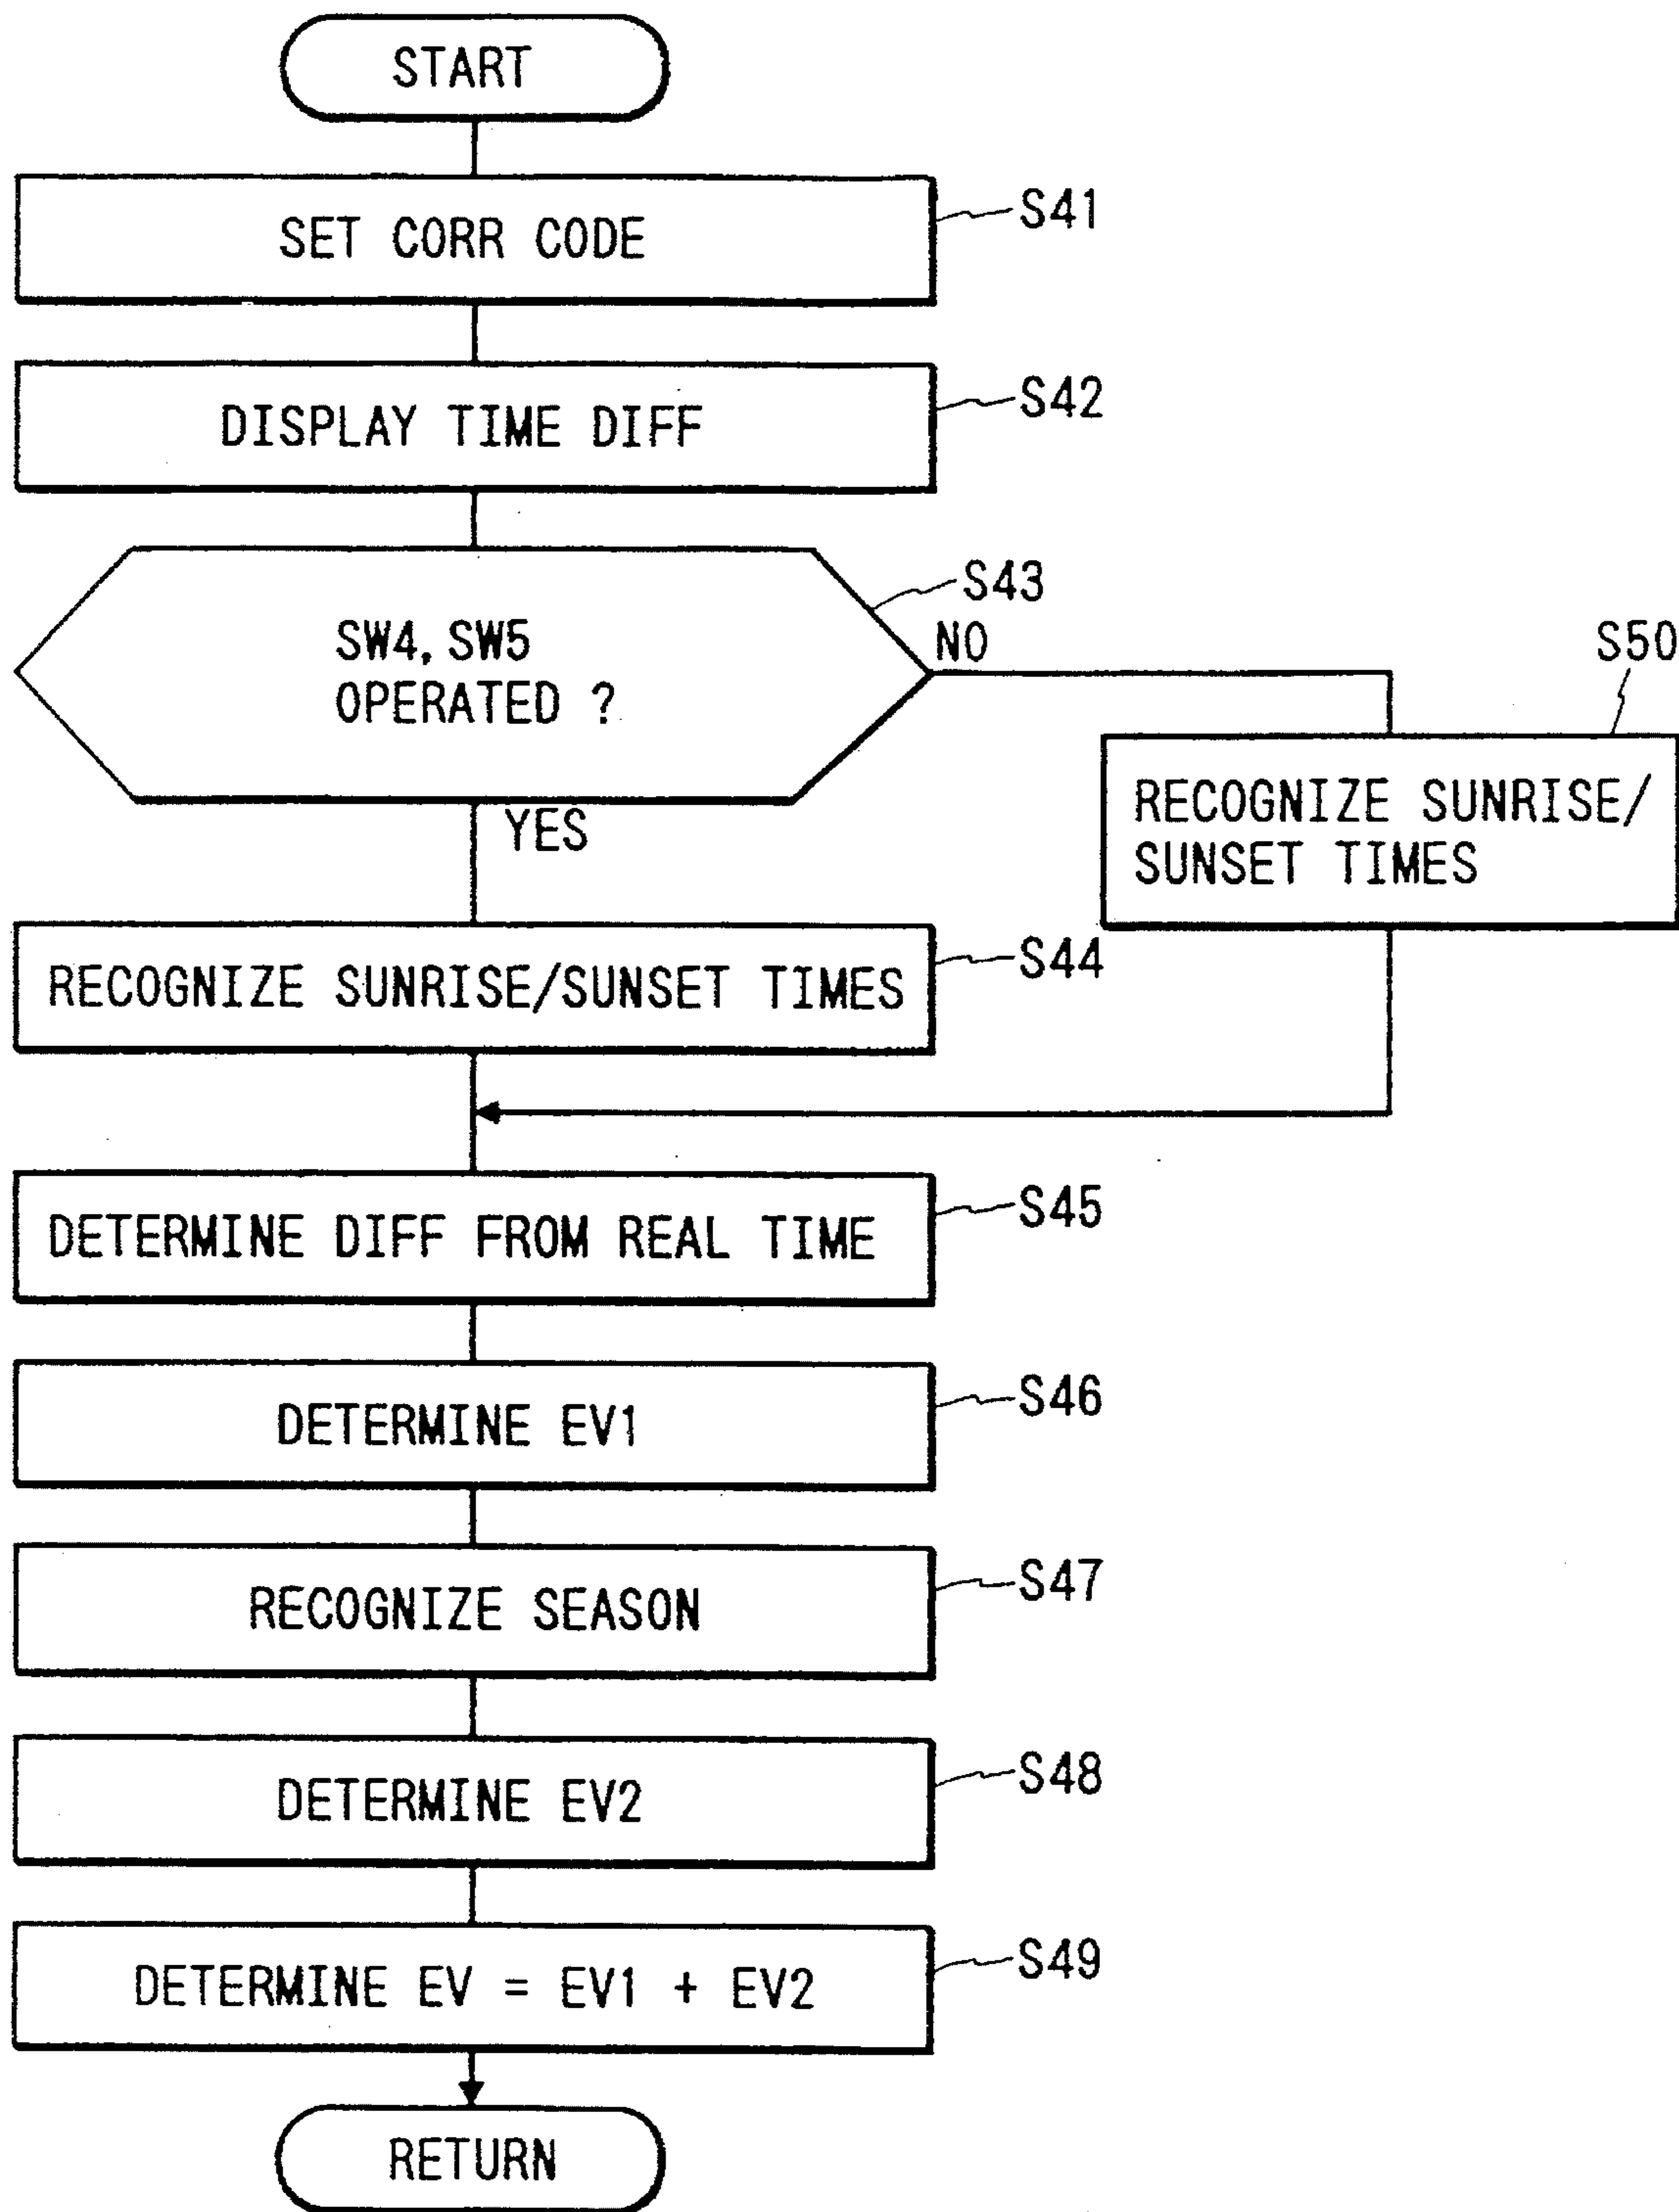 START
SET CORR CODE
S41
DISPLAY TIME DIFF
S42
SW4, SW5
OPERATED ?
S43
NO
YES
S50
RECOGNIZE SUNRISE/
SUNSET TIMES
RECOGNIZE SUNRISE/SUNSET TIMES
S44
DETERMINE DIFF FROM REAL TIME
S45
DETERMINE EV1
S46
RECOGNIZE SEASON
S47
DETERMINE EV2
S48
DETERMINE EV = EV1 + EV2
S49
RETURN